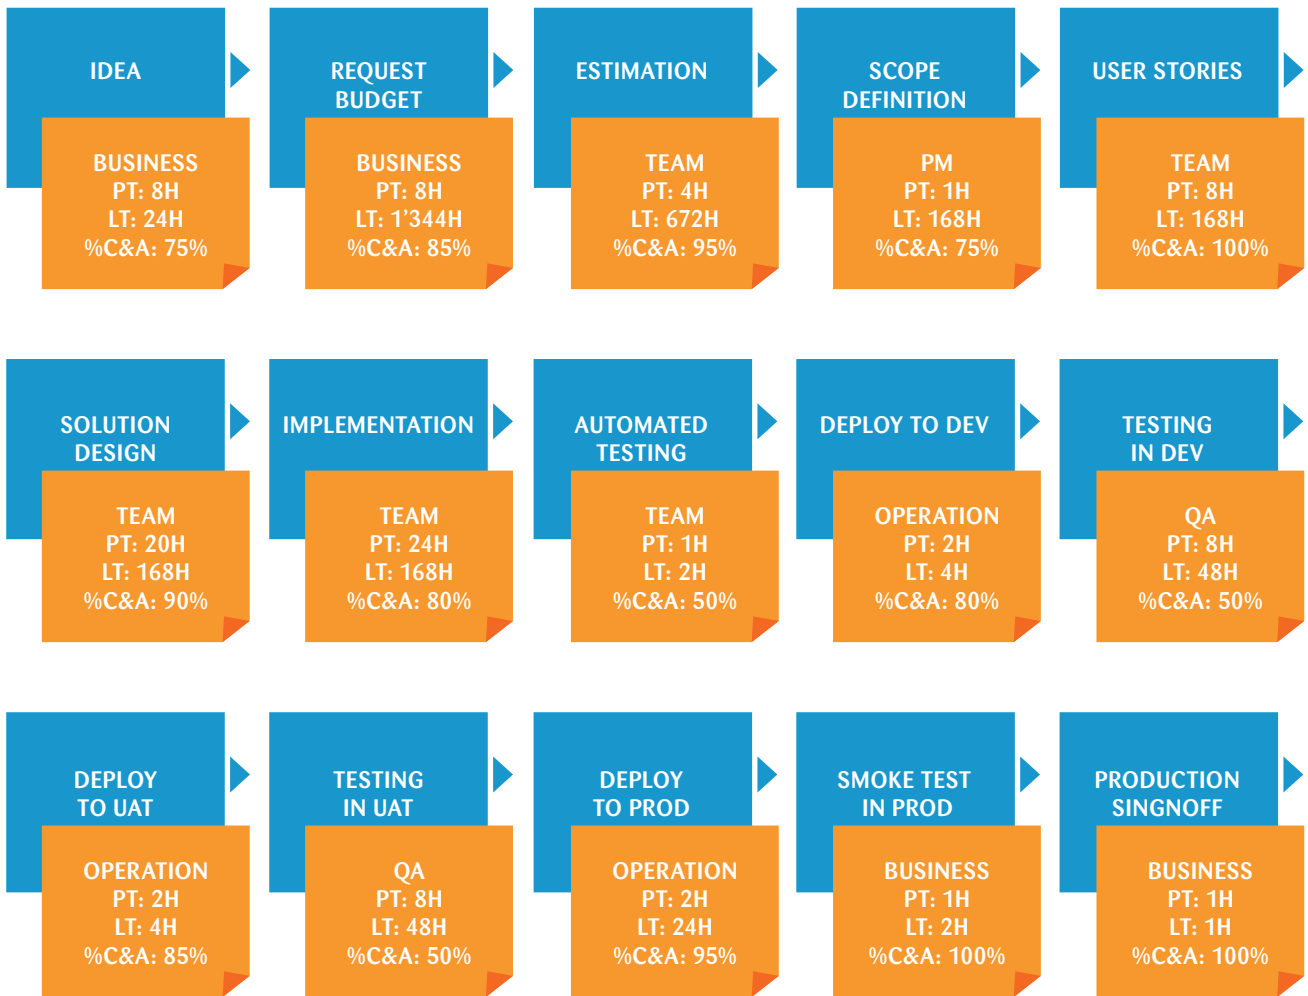 IDEA
BUSINESS
PT: 8H
LT: 24H
%C&A: 75%
REQUEST
BUDGET
BUSINESS
PT: 8H
LT: 1’344H
%C&A: 85%
ESTIMATION
TEAM
PT: 4H
LT: 672H
%C&A: 95%
SCOPE
DEFINITION
PM
PT: 1H
LT: 168H
%C&A: 75%
USER STORIES
TEAM
PT: 8H
LT: 168H
%C&A: 100%
SOLUTION
DESIGN
TEAM
PT: 20H
LT: 168H
%C&A: 90%
IMPLEMENTATION
TEAM
PT: 24H
LT: 168H
%C&A: 80%
AUTOMATED
TESTING
TEAM
PT: 1H
LT: 2H
%C&A: 50%
DEPLOY TO DEV
OPERATION
PT: 2H
LT: 4H
%C&A: 80%
TESTING
IN DEV
QA
PT: 8H
LT: 48H
%C&A: 50%
DEPLOY
TO UAT
OPERATION
PT: 2H
LT: 4H
%C&A: 85%
TESTING
IN UAT
QA
PT: 8H
LT: 48H
%C&A: 50%
DEPLOY
TO PROD
OPERATION
PT: 2H
LT: 24H
%C&A: 95%
SMOKE TEST
IN PROD
BUSINESS
PT: 1H
LT: 2H
%C&A: 100%
PRODUCTION
SINGNOFF
BUSINESS
PT: 1H
LT: 1H
%C&A: 100%